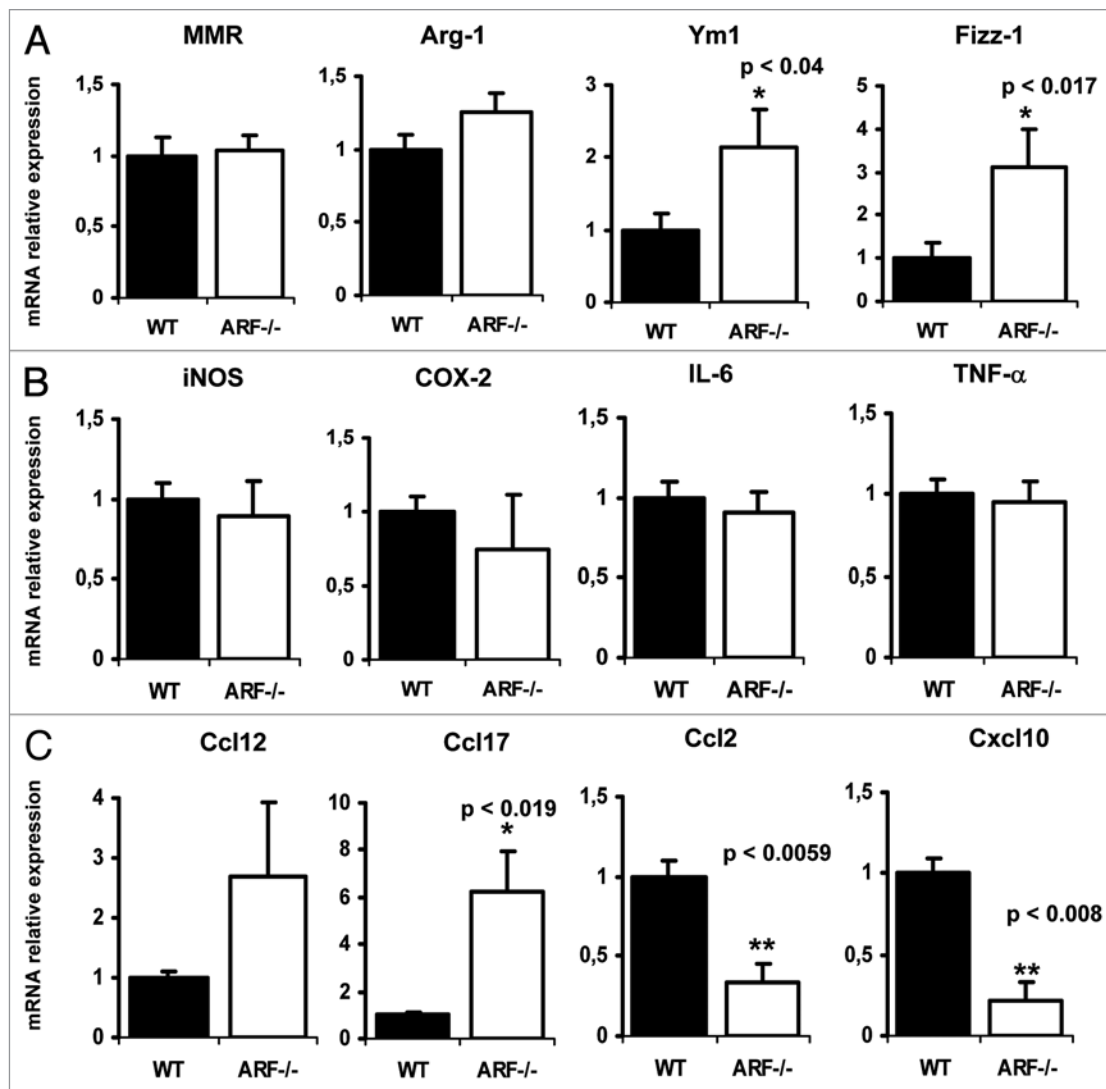 A
MMR
Arg-1
Ym1
Fizz-1
mRNA relative expression
1,5
1
0,5
0
WT
ARF-/-
1,5
1
0,5
0
WT
ARF-/-
p < 0.04
*
3
2
1
0
WT
ARF-/-
p < 0.017
*
5
4
3
2
1
0
WT
ARF-/-
B
iNOS
COX-2
IL-6
TNF-α
mRNA relative expression
1,5
1
0,5
0
WT
ARF-/-
1,5
1
0,5
0
WT
ARF-/-
1,5
1
0,5
0
WT
ARF-/-
1,5
1
0,5
0
WT
ARF-/-
C
Ccl12
Ccl17
Ccl2
Cxcl10
mRNA relative expression
4
3
2
1
0
WT
ARF-/-
p < 0.019
*
10
8
6
4
2
0
WT
ARF-/-
1,5
p < 0.0059
1
0,5
**
0
WT
ARF-/-
1,5
1
p < 0.008
0,5
**
0
WT
ARF-/-